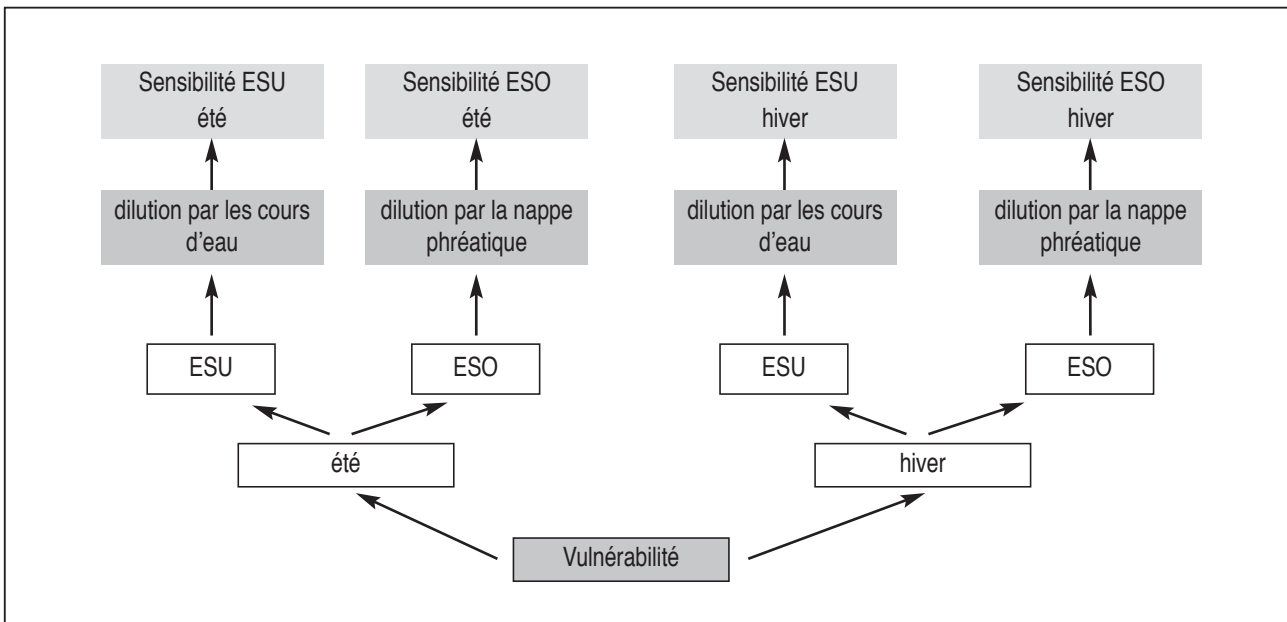 Sensibilité ESU
été
Sensibilité ESO
été
Sensibilité ESU
hiver
Sensibilité ESO
hiver
dilution par les cours
d'eau
dilution par la nappe
phréatique
dilution par les cours
d'eau
dilution par la nappe
phréatique
ESU
ESO
ESU
ESO
été
hiver
Vulnérabilité